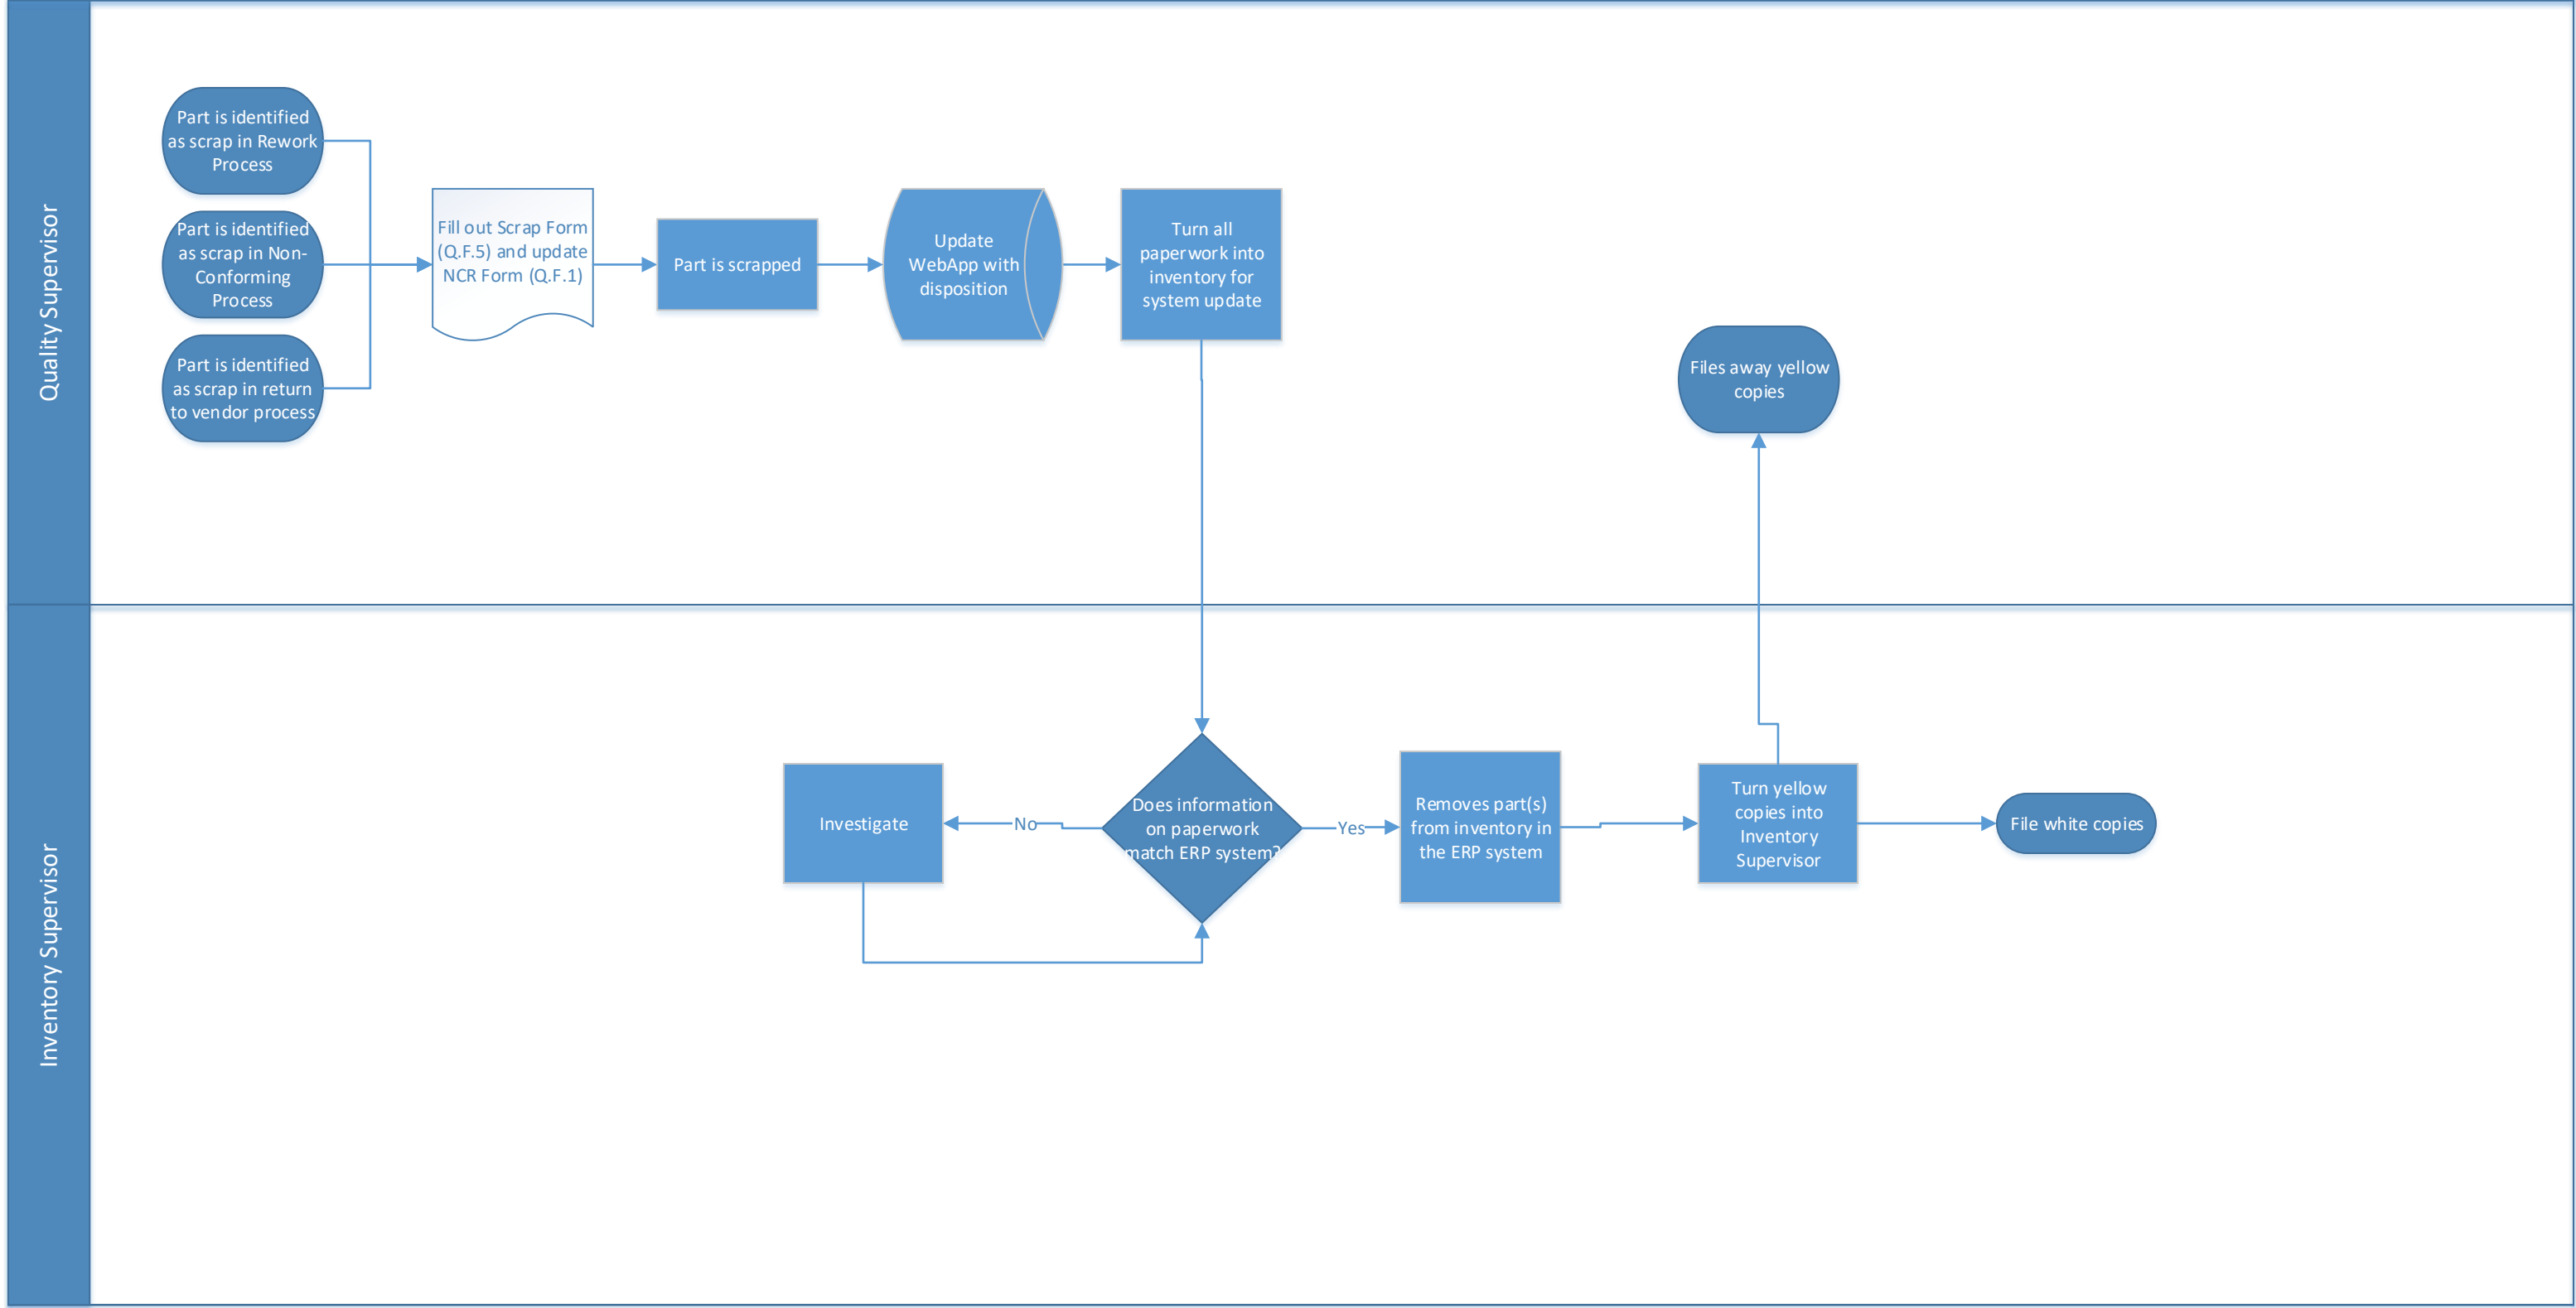 Quality Supervisor
Part is identified
as scrap in Rework
Process
Part is identified
as scrap in Non-
Conforming
Process
Part is identified
as scrap in return
to vendor process
Fill out Scrap Form
(Q.F.5) and update
NCR Form (Q.F.1)
Part is scrapped
Update
WebApp with
disposition
Turn all
paperwork into
inventory for
system update
Files away yellow
copies
Inventory Supervisor
Investigate
No
Does information
on paperwork
match ERP system?
Yes
Removes part(s)
from inventory in
the ERP system
Turn yellow
copies into
Inventory
Supervisor
File white copies